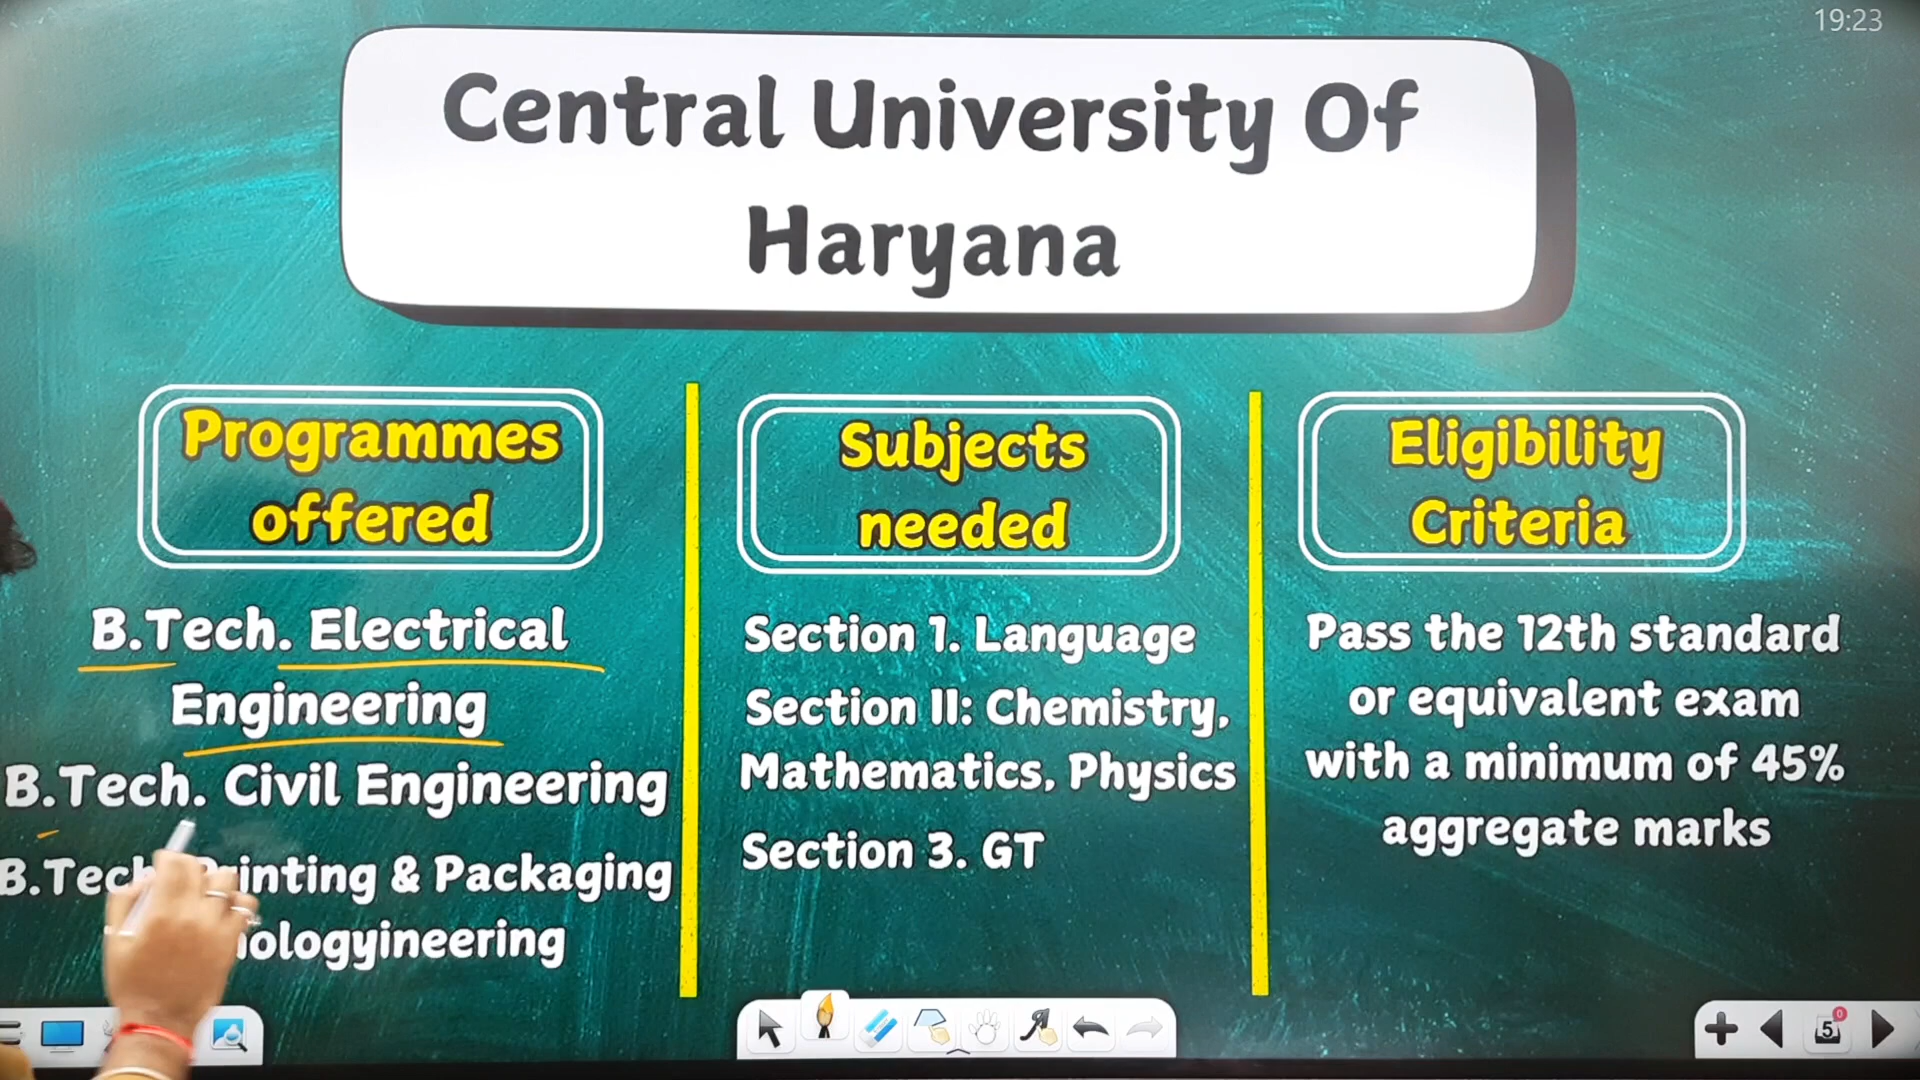 19:23
Central University Of
Haryana
Programmes
offered
Subjects
needed
Eligibility
Criteria
B.Tech. Electrical
Engineering
B.Tech. Civil Engineering
B.Tech & Packaging
Section 1. Language
Section II: Chemistry,
Mathematics, Physics
Section 3. GT
Pass the 12th standard
or equivalent exam
with a minimum of 45%
aggregate marks
5
0